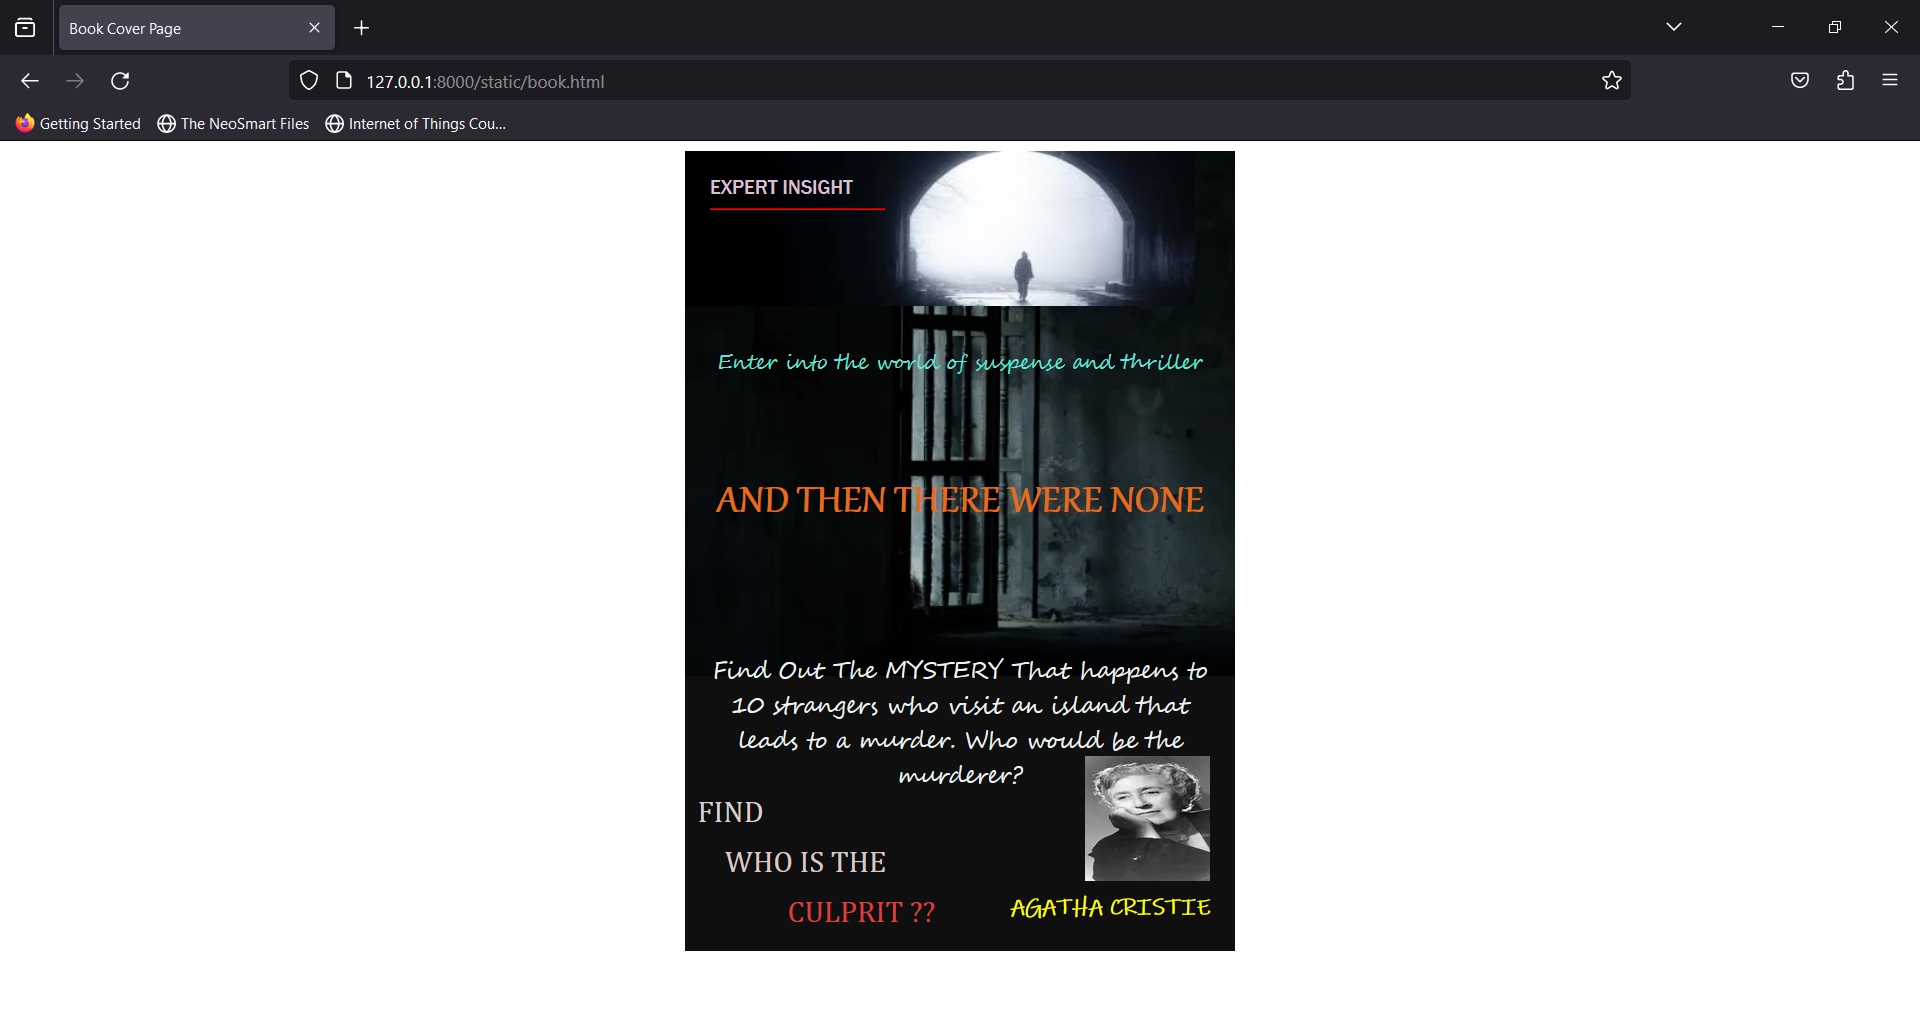 Book Cover Page
127.0.0.1:8000/static/book.html
Getting Started
The NeoSmart Files
Internet of Things Cou...
EXPERT INSIGHT
Enter into the world of suspense and thriller
AND THEN THERE WERE NONE
Find Out The MYSTERY That happens to
10 strangers who visit an island that
leads to a murder. Who would be the
murderer?
FIND
WHO IS THE
CULPRIT ??
AGATHA CRISTIE